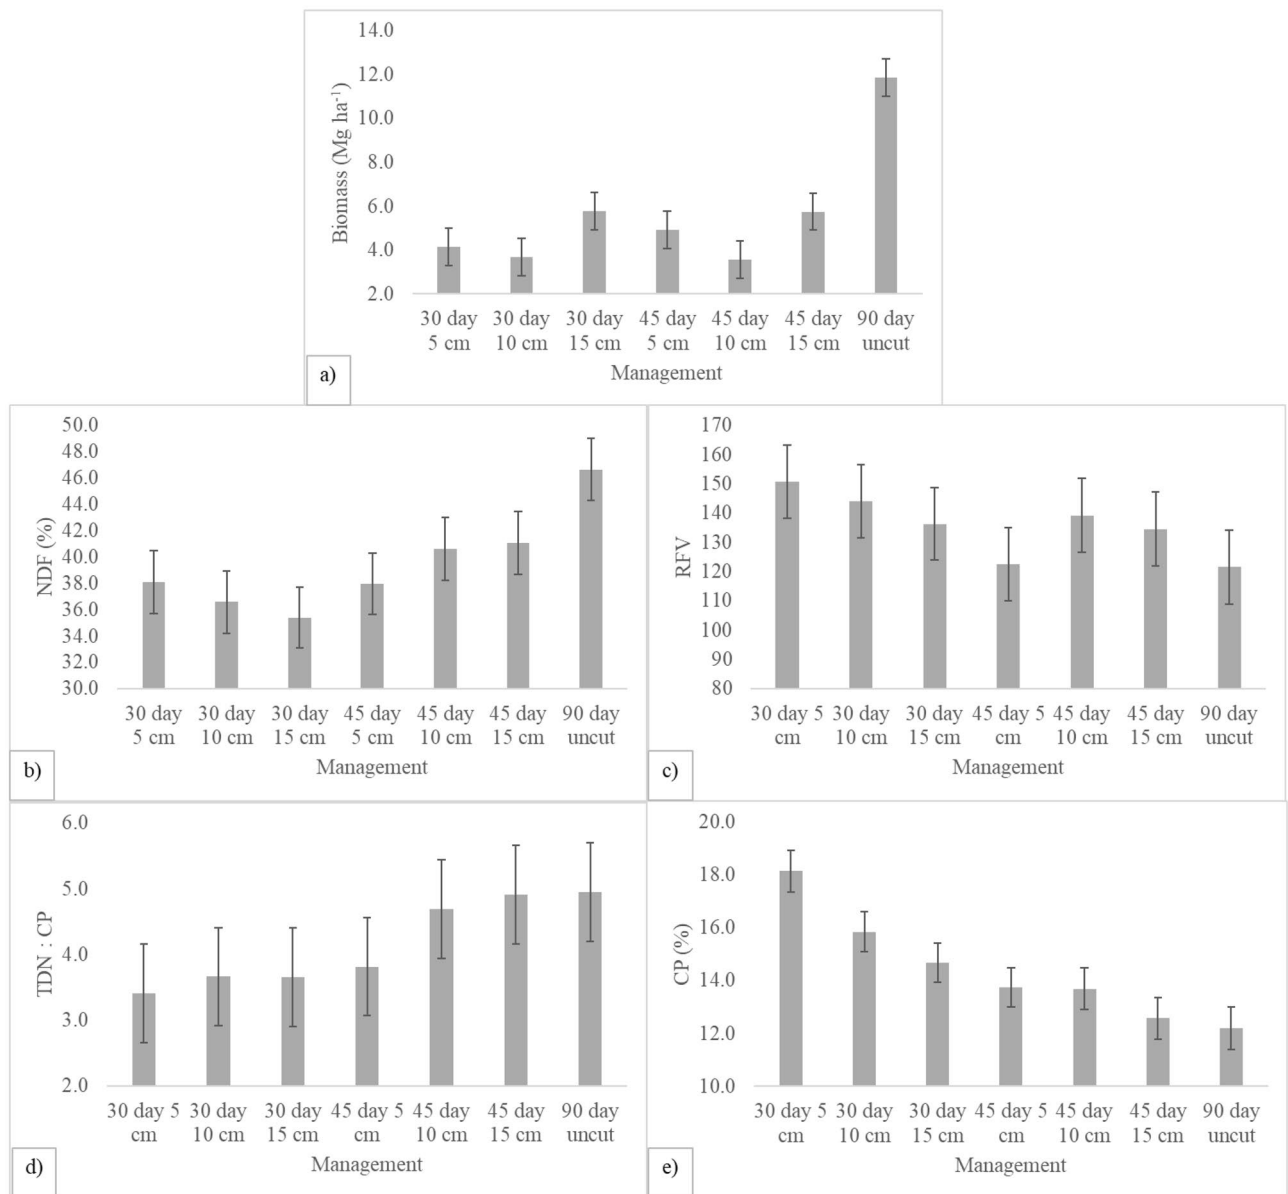 14.0
12.0
10.0
8.0
6.0
4.0
2.0
Biomass (Mg ha⁻¹)
30 day 30 day 30 day 45 day 45 day 45 day 90 day
5 cm 10 cm 15 cm 5 cm 10 cm 15 cm uncut
Management
a)
50.0
48.0
46.0
44.0
42.0
40.0
38.0
36.0
34.0
32.0
30.0
NDF (%)
30 day 30 day 30 day 45 day 45 day 45 day 90 day
5 cm 10 cm 15 cm 5 cm 10 cm 15 cm uncut
Management
b)
170
160
150
140
130
120
110
100
90
80
RFV
30 day 5 30 day 30 day 45 day 5 45 day 45 day 90 day
cm 10 cm 15 cm cm 10 cm 15 cm uncut
Management
c)
6.0
5.0
4.0
3.0
2.0
TDN : CP
30 day 5 30 day 30 day 45 day 5 45 day 45 day 90 day
cm 10 cm 15 cm cm 10 cm 15 cm uncut
Management
d)
20.0
18.0
16.0
14.0
12.0
10.0
CP (%)
30 day 5 30 day 30 day 45 day 5 45 day 45 day 90 day
cm 10 cm 15 cm cm 10 cm 15 cm uncut
Management
e)